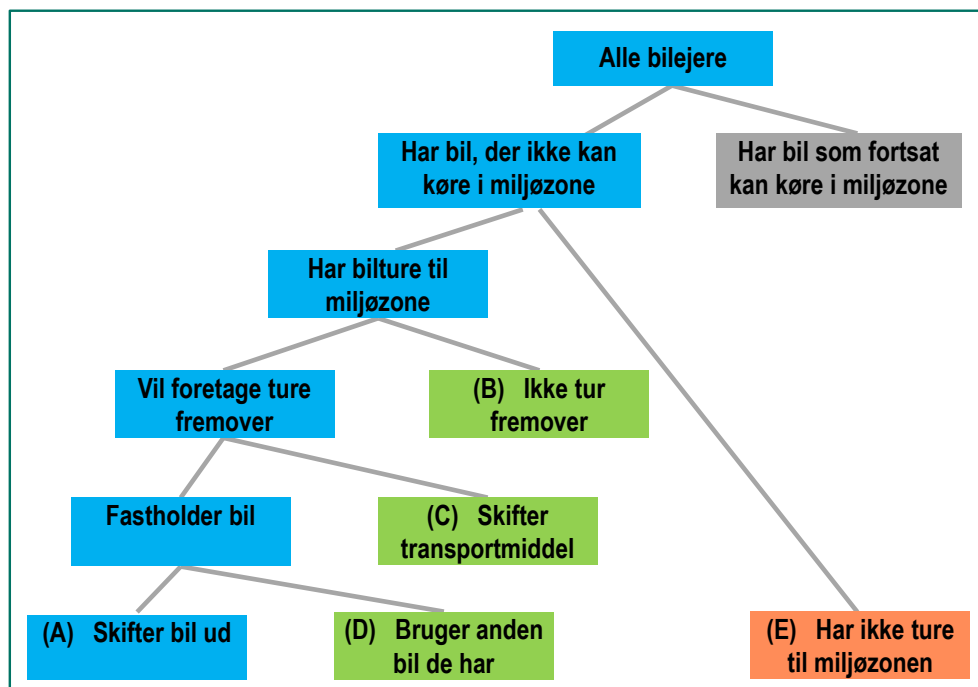 Alle bilejere
Har bil, der ikke kan
køre i miljøzone
Har bil som fortsat
kan køre i miljøzone
Har bilture til
miljøzone
Vil foretage ture
fremover
(B) Ikke tur
fremover
Fastholder bil
(C) Skifter
transportmiddel
(A) Skifter bil ud
(D) Bruger anden
bil de har
(E) Har ikke ture
til miljøzonen